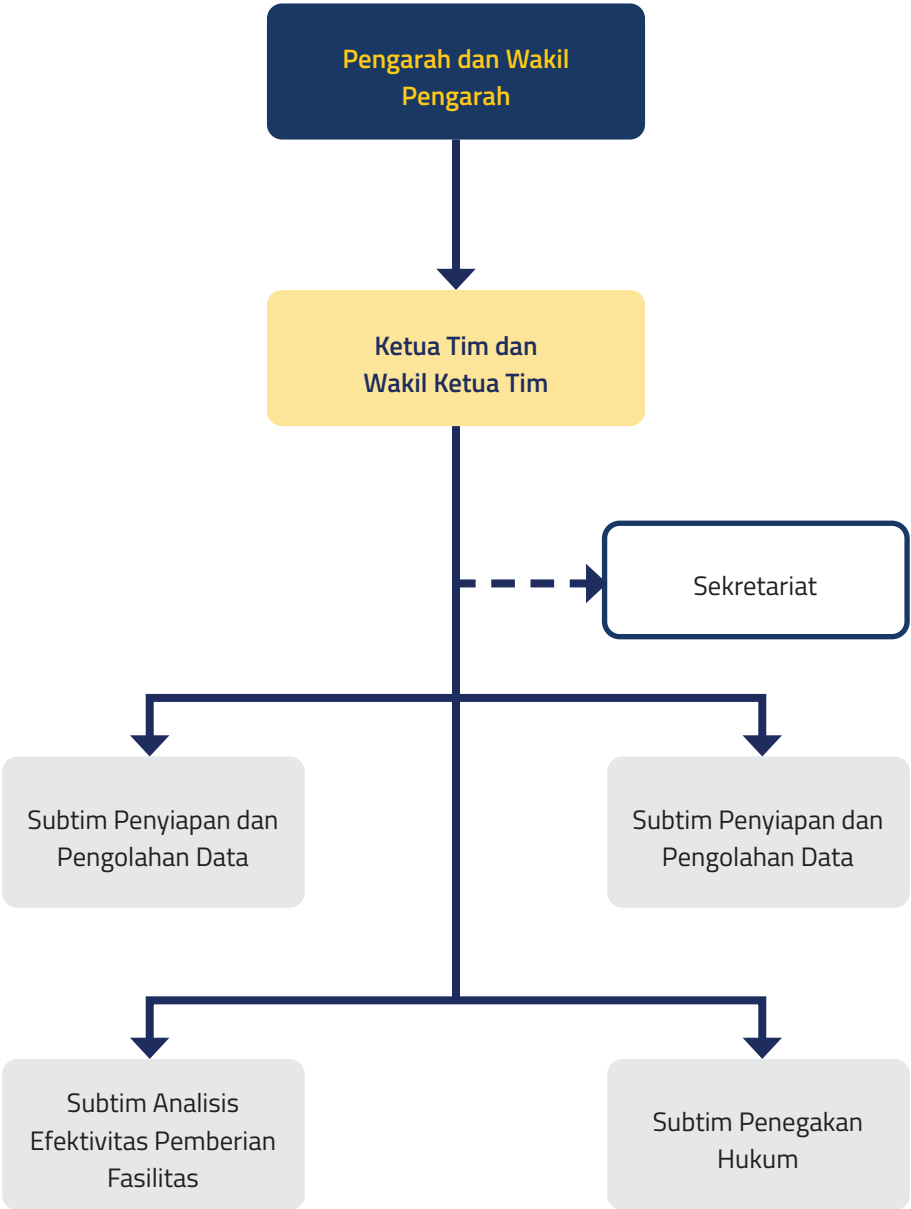 Pengarah dan Wakil
Pengarah
Ketua Tim dan
Wakil Ketua Tim
Sekretariat
Subtim Penyiapan dan
Pengolahan Data
Subtim Penyiapan dan
Pengolahan Data
Subtim Analisis
Efektivitas Pemberian
Fasilitas
Subtim Penegakan
Hukum